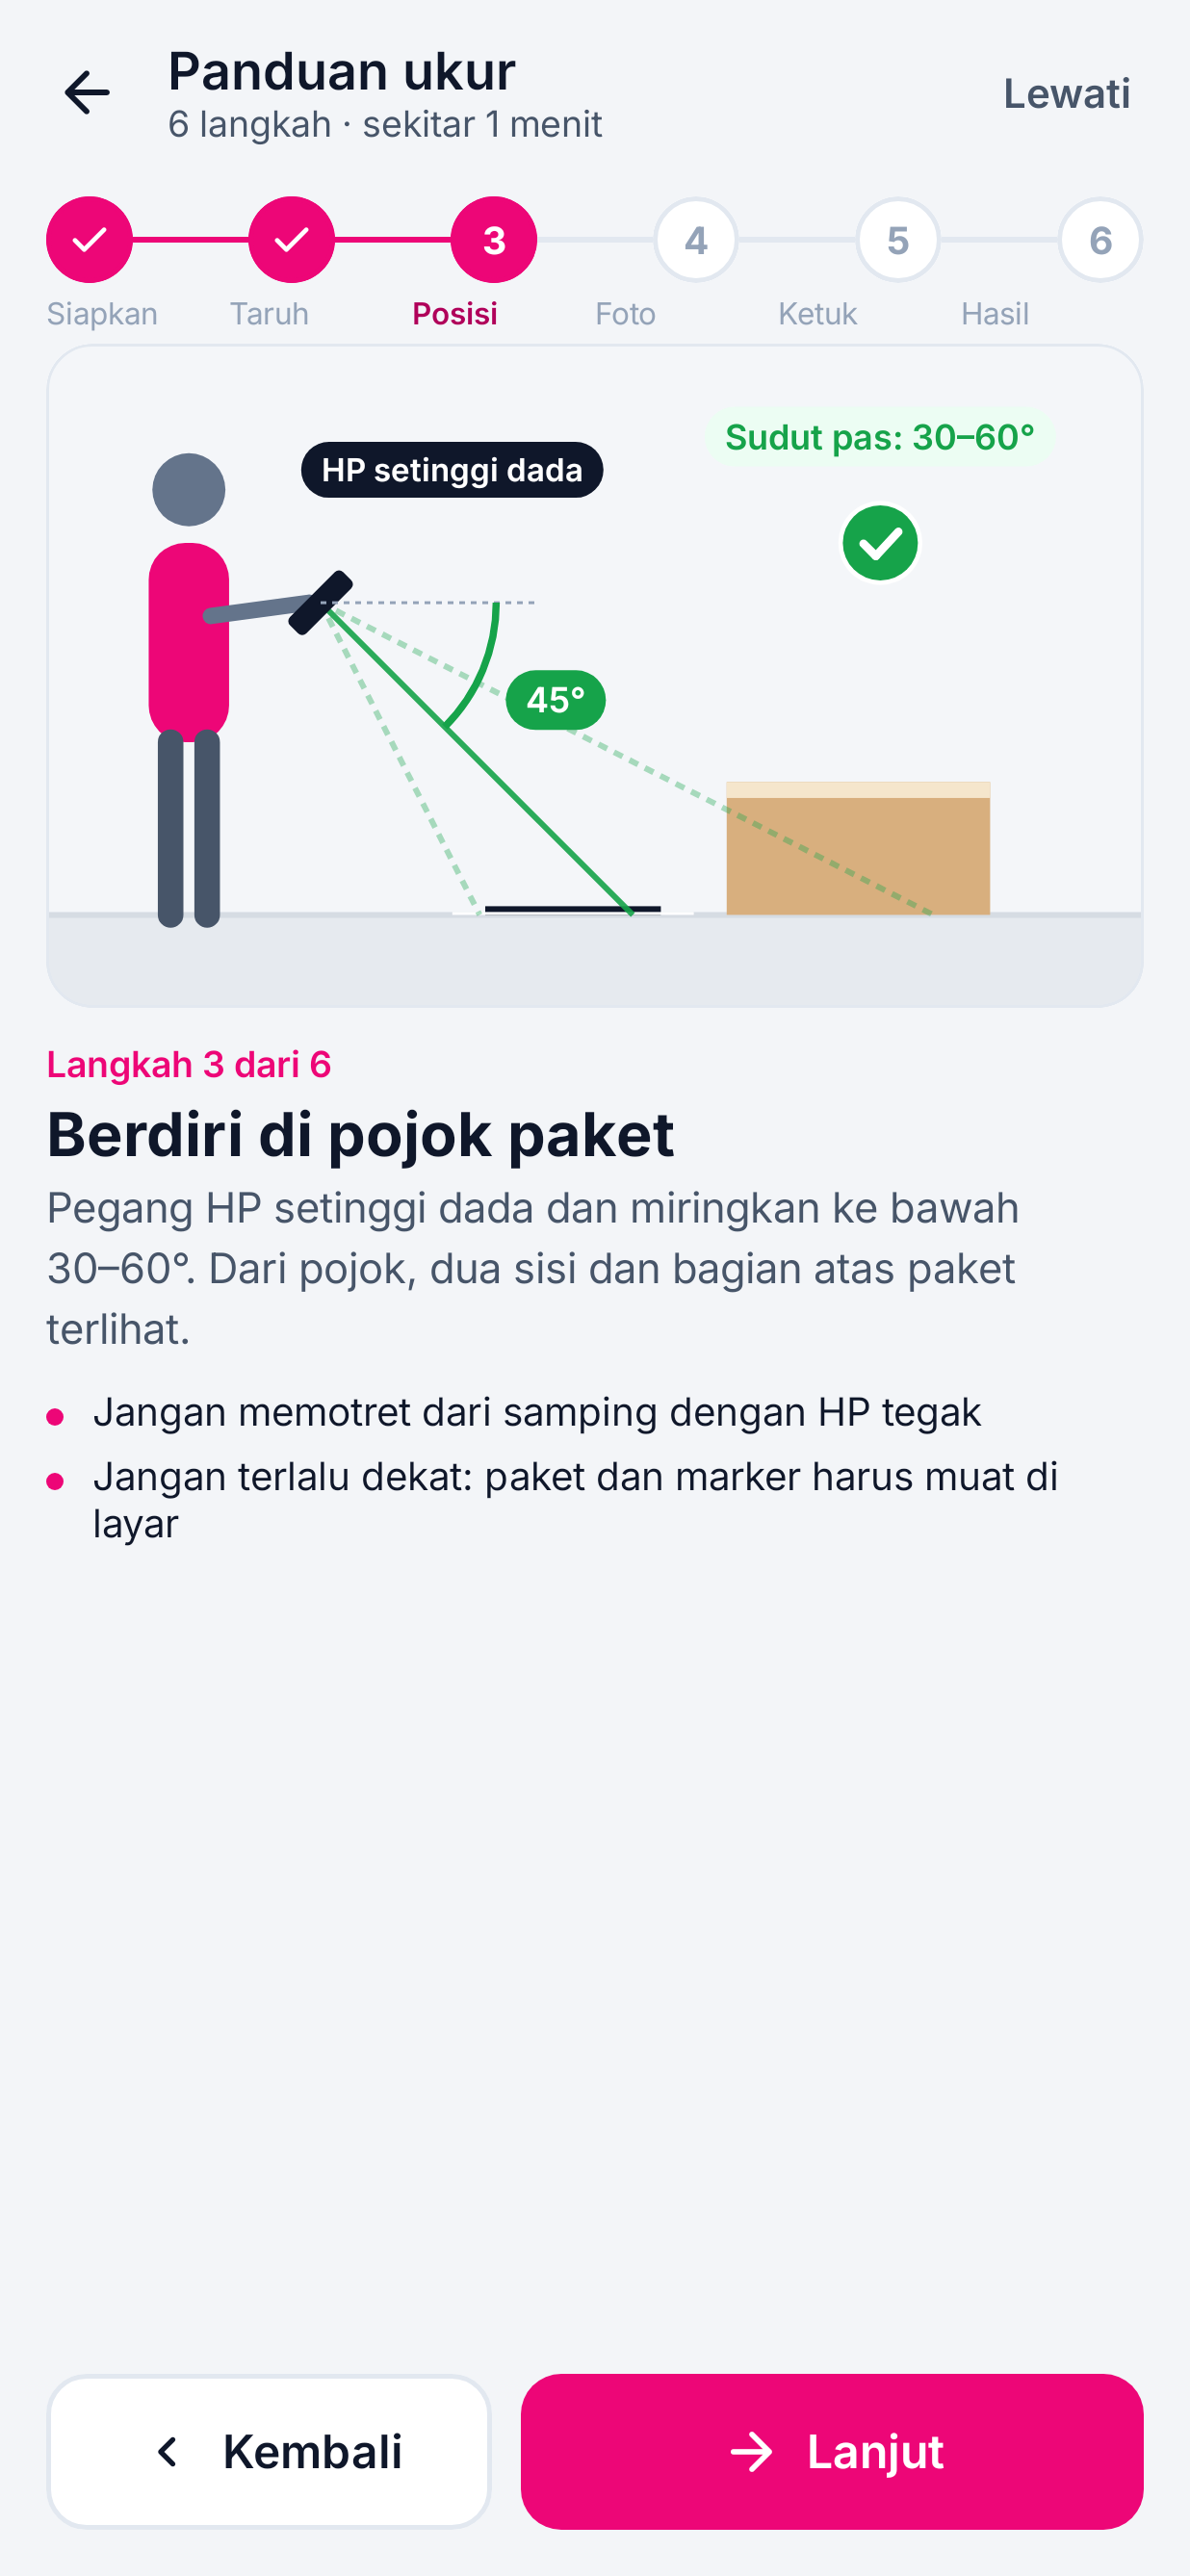 Panduan ukur
6 langkah · sekitar 1 menit
Lewati
3
4
5
6
Siapkan
Taruh
Posisi
Foto
Ketuk
Hasil
Sudut pas: 30–60°
HP setinggi dada
45°
Langkah 3 dari 6
Berdiri di pojok paket
Pegang HP setinggi dada dan miringkan ke bawah
30–60°. Dari pojok, dua sisi dan bagian atas paket
terlihat.
Jangan memotret dari samping dengan HP tegak
Jangan terlalu dekat: paket dan marker harus muat di
layar
Kembali
Lanjut